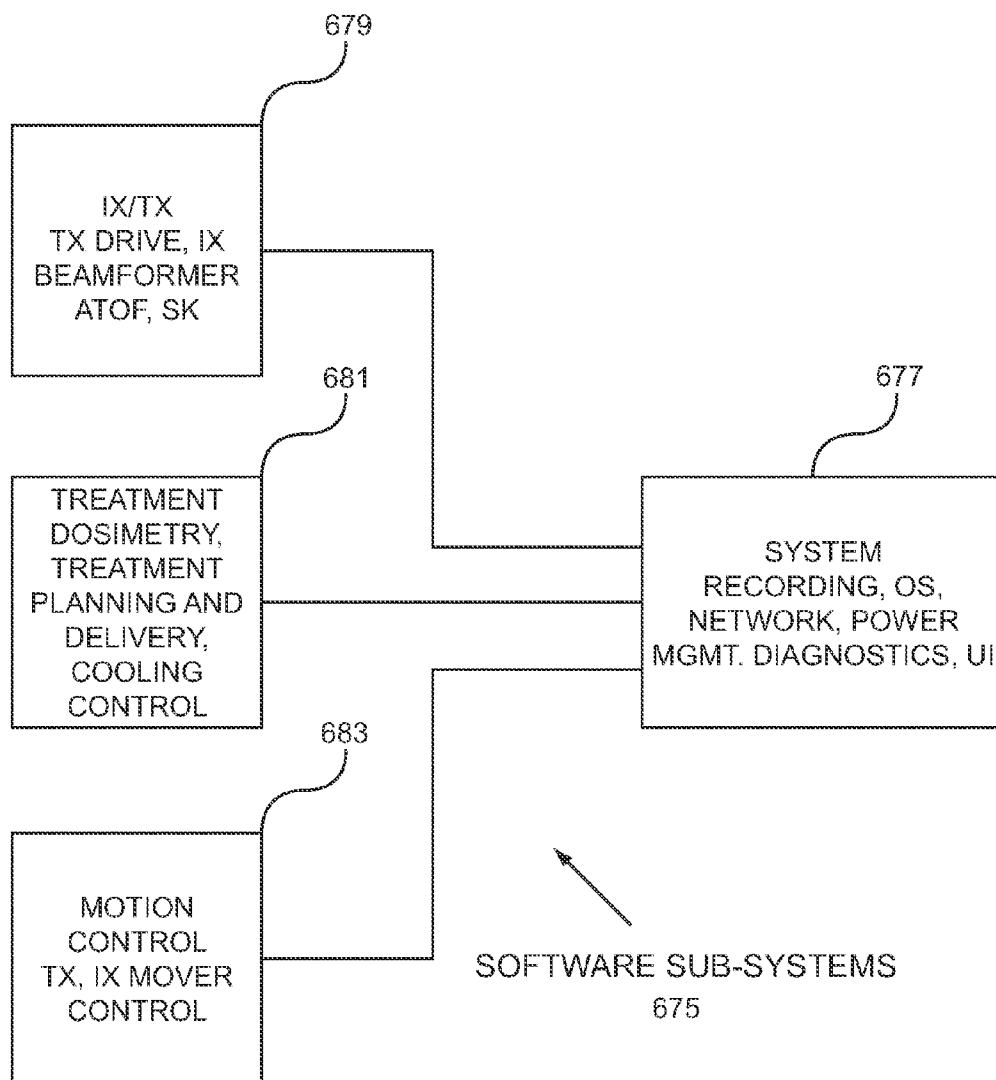 679
IX/TX
TX DRIVE, IX
BEAMFORMER
ATOF, SK
681
TREATMENT
DOSIMETRY,
TREATMENT
PLANNING AND
DELIVERY,
COOLING
CONTROL
677
SYSTEM
RECORDING, OS,
NETWORK, POWER
MGMT. DIAGNOSTICS, UI
683
MOTION
CONTROL
TX, IX MOVER
CONTROL
SOFTWARE SUB-SYSTEMS
675